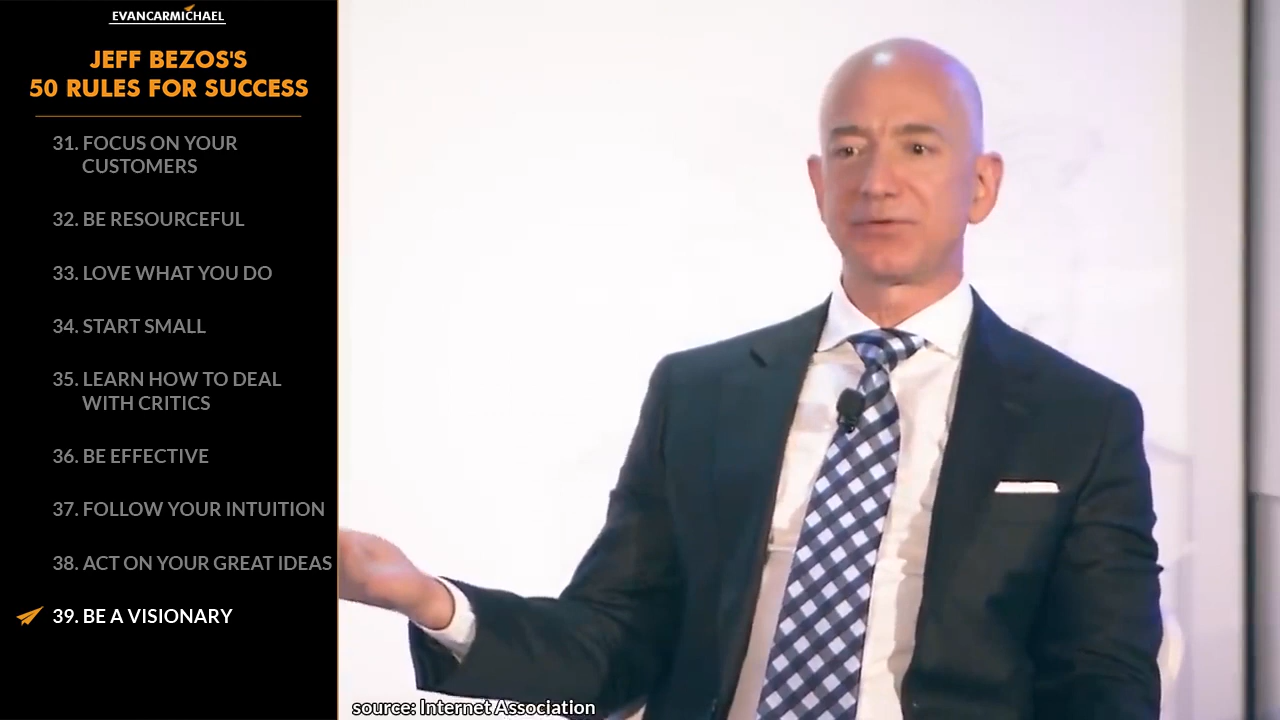 EVANCARMICHAEL
JEFF BEZOS'S
50 RULES FOR SUCCESS
31. FOCUS ON YOUR
CUSTOMERS
32. BE RESOURCEFUL
33. LOVE WHAT YOU DO
34. START SMALL
35. LEARN HOW TO DEAL
WITH CRITICS
36. BE EFFECTIVE
37. FOLLOW YOUR INTUITION
38. ACT ON YOUR GREAT IDEAS
39. BE A VISIONARY
source: Internet Association